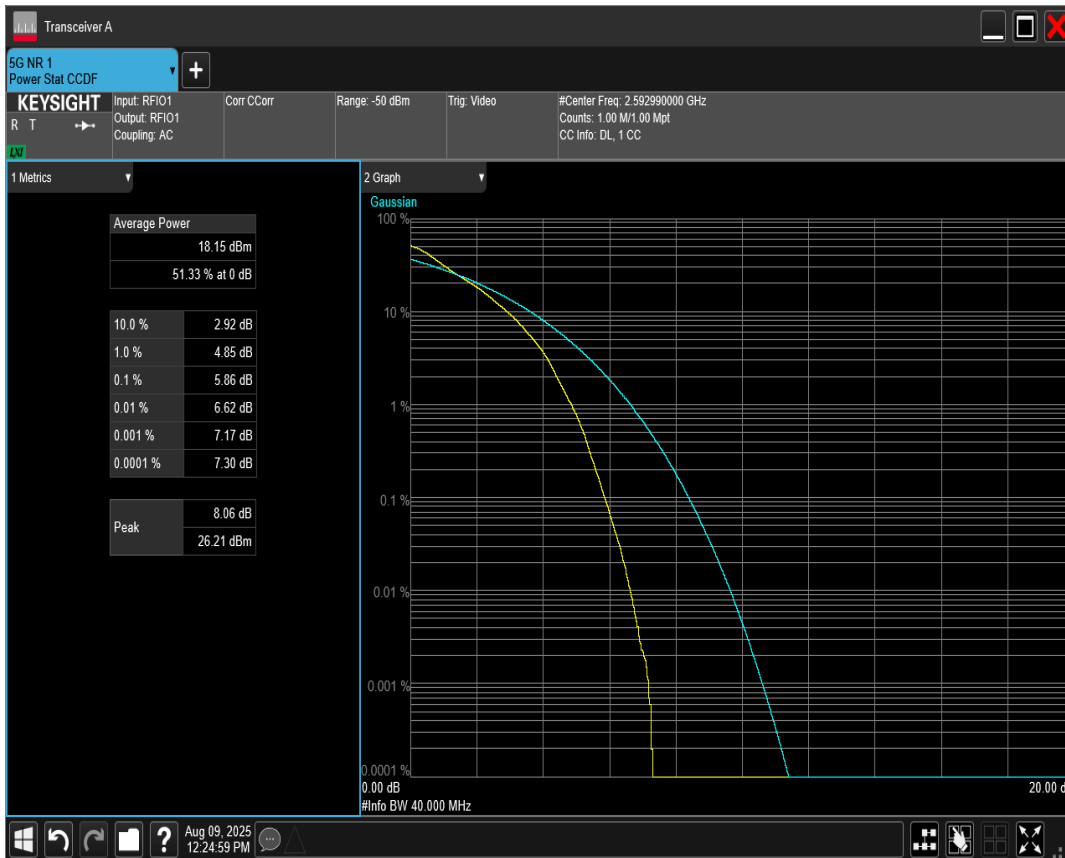 Transceiver A
5G NR 1
Power Stat CCDF
+
KEYSIGHT
R T
LXI
Input: RFIO1
Output: RFIO1
Coupling: AC
Corr CCorr
Range: -50 dBm
Trig: Video
#Center Freq: 2.592990000 GHz
Counts: 1.00 M/1.00 Mpt
CC Info: DL, 1 CC
1 Metrics
Average Power
18.15 dBm
51.33 % at 0 dB
10.0 % 2.92 dB
1.0 % 4.85 dB
0.1 % 5.86 dB
0.01 % 6.62 dB
0.001 % 7.17 dB
0.0001 % 7.30 dB
Peak
8.06 dB
26.21 dBm
2 Graph
Gaussian
100 %
10 %
1 %
0.1 %
0.01 %
0.001 %
0.0001 %
0.00 dB
20.00 d
#Info BW 40.000 MHz
?
Aug 09, 2025
12:24:59 PM